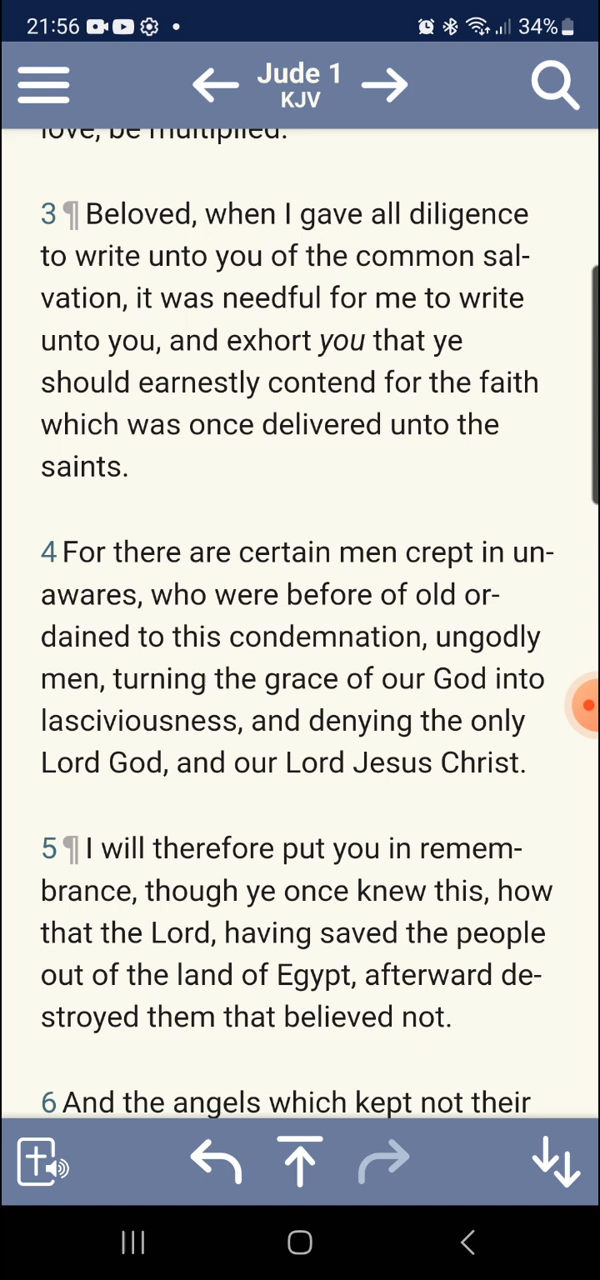 21:56
34%
Jude 1
KJV
love, be multiplied.
3 ¶ Beloved, when I gave all diligence
to write unto you of the common sal-
vation, it was needful for me to write
unto you, and exhort you that ye
should earnestly contend for the faith
which was once delivered unto the
saints.
4 For there are certain men crept in un-
awares, who were before of old or-
dained to this condemnation, ungodly
men, turning the grace of our God into
lasciviousness, and denying the only
Lord God, and our Lord Jesus Christ.
5 ¶ I will therefore put you in remem-
brance, though ye once knew this, how
that the Lord, having saved the people
out of the land of Egypt, afterward de-
stroyed them that believed not.
6 And the angels which kept not their